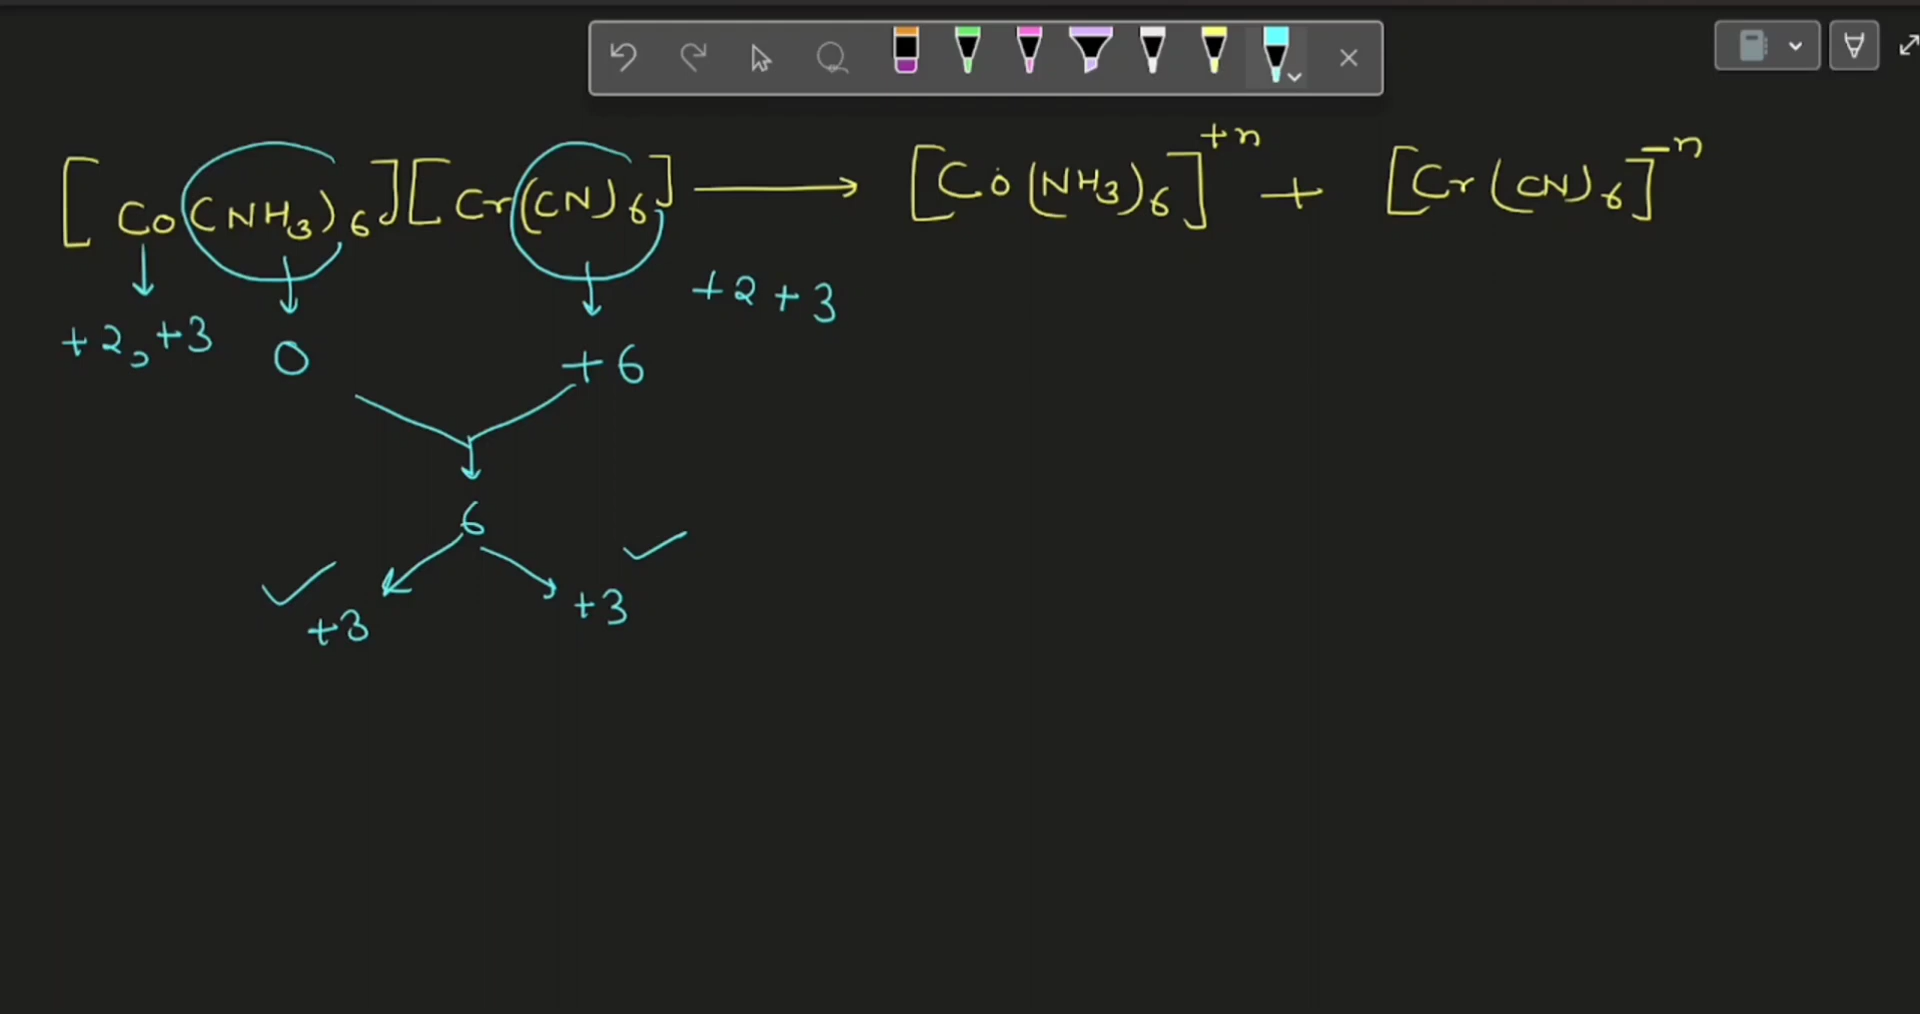 [Co(NH₃)₆][Cr(CN)₆] ⟶ [Co(NH₃)₆]⁺ⁿ + [Cr(CN)₆]⁻ⁿ
+2, +3 0 +6 +2 +3
6
+3 +3